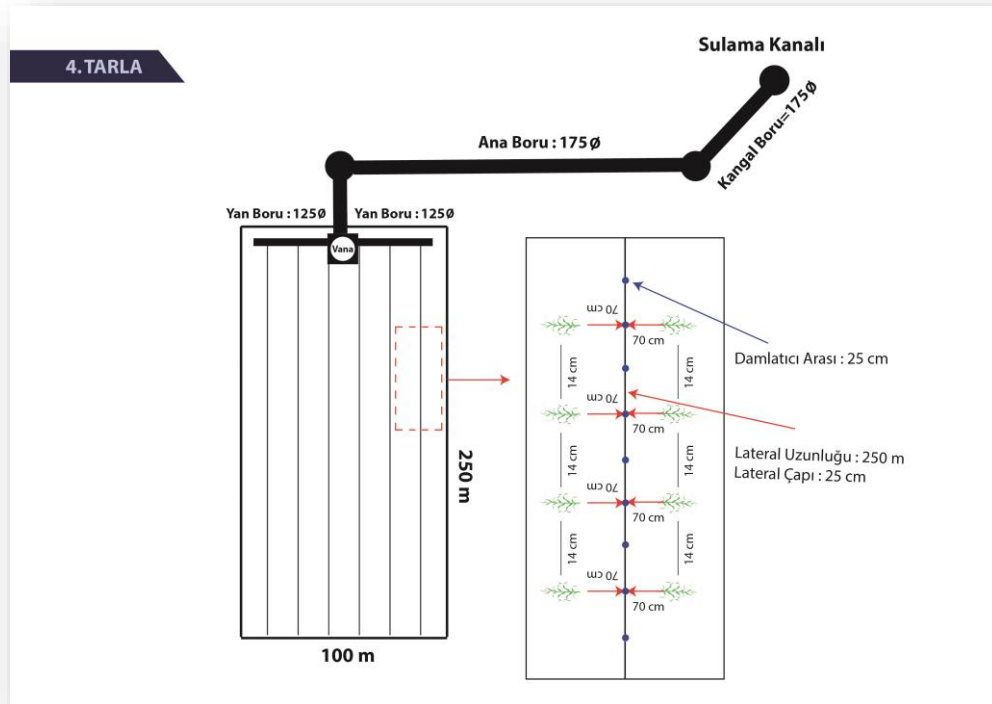 4.TARLA
Sulama Kanalı
Kangal Boru=175Ø
Ana Boru : 175Ø
Yan Boru : 125Ø
Yan Boru : 125Ø
Vana
250 m
100 m
70 cm
70 cm
14 cm
14 cm
70 cm
70 cm
14 cm
14 cm
70 cm
70 cm
14 cm
14 cm
70 cm
70 cm
Damlatıcı Arası : 25 cm
Lateral Uzunluğu : 250 m
Lateral Çapı : 25 cm